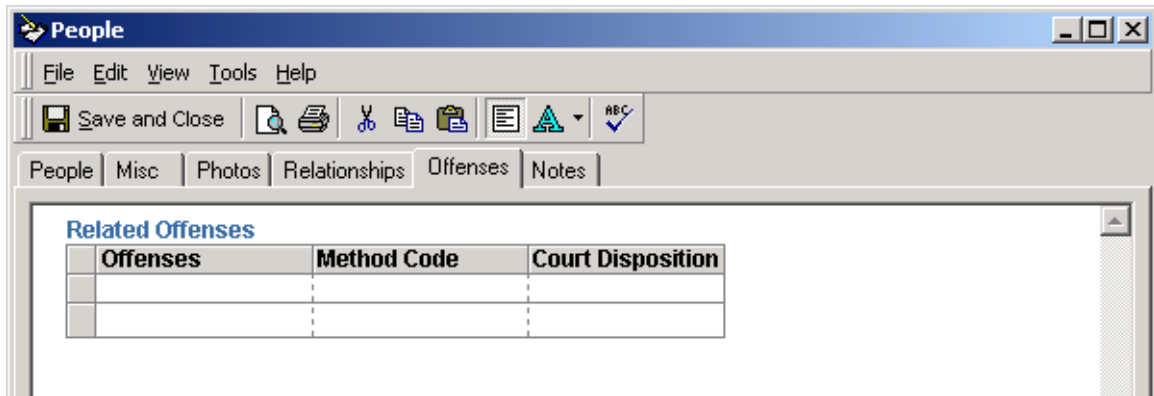 People
File Edit View Tools Help
Save and Close ABC
People Misc Photos Relationships Offenses Notes
Related Offenses
Offenses Method Code Court Disposition